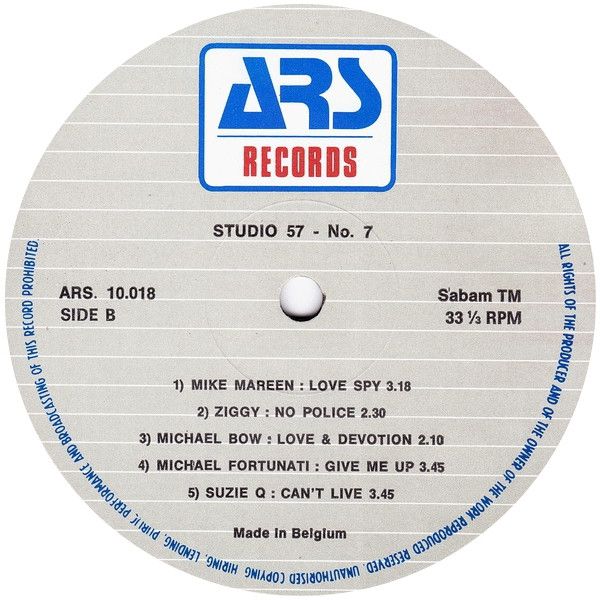 ARS
RECORDS
STUDIO 57 - No. 7
ARS. 10.018
SIDE B
Sabam TM
33 ⅓ RPM
1) MIKE MAREEN : LOVE SPY 3.18
2) ZIGGY : NO POLICE 2.30
3) MICHAEL BOW : LOVE & DEVOTION 2.10
4) MICHAEL FORTUNATI : GIVE ME UP 3.45
5) SUZIE Q : CAN'T LIVE 3.45
Made in Belgium
ALL RIGHTS OF THE PRODUCER AND OF THE OWNER OF THE WORK REPRODUCED RESERVED. UNAUTHORISED COPYING HIRING, LENDING, PUBLIC PERFORMANCE AND BROADCASTING OF THIS RECORD PROHIBITED.